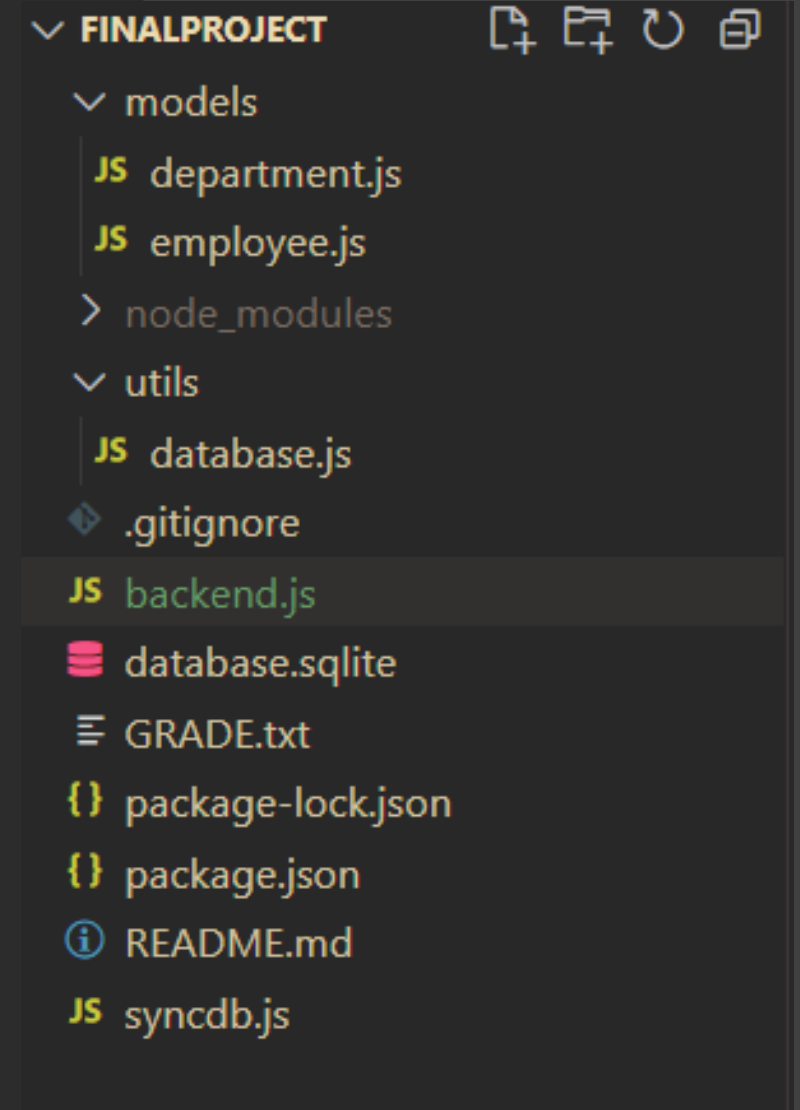 FINALPROJECT
models
JS department.js
JS employee.js
node_modules
utils
JS database.js
.gitignore
JS backend.js
database.sqlite
GRADE.txt
{} package-lock.json
{} package.json
README.md
JS syncdb.js